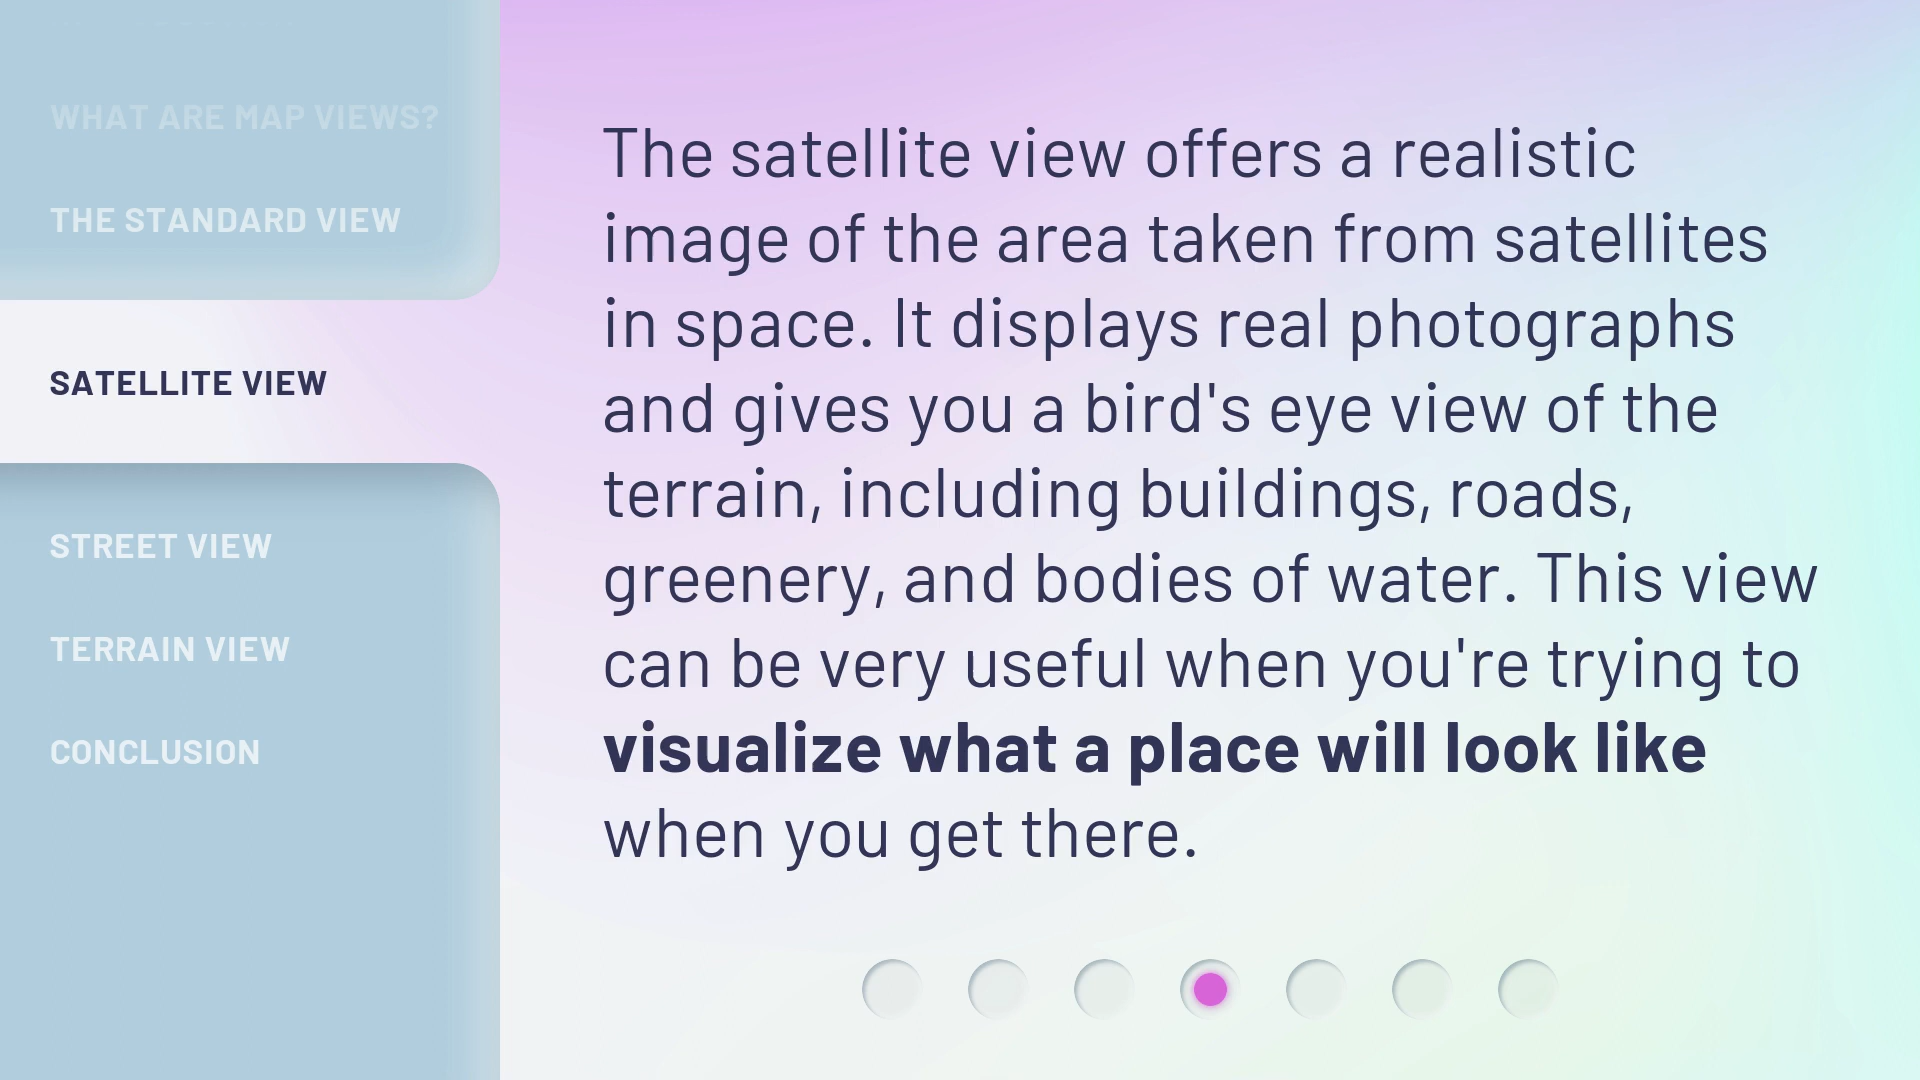 WHAT ARE MAP VIEWS?
THE STANDARD VIEW
SATELLITE VIEW
STREET VIEW
TERRAIN VIEW
CONCLUSION
The satellite view offers a realistic
image of the area taken from satellites
in space. It displays real photographs
and gives you a bird's eye view of the
terrain, including buildings, roads,
greenery, and bodies of water. This view
can be very useful when you're trying to
visualize what a place will look like
when you get there.